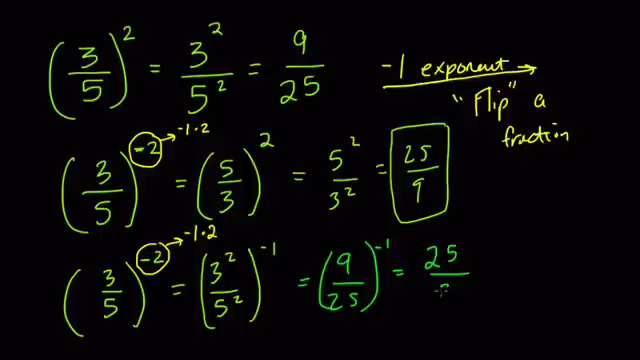 (3/5)^2 = 3^2/5^2 = 9/25
-1 exponent →
"Flip" a
fraction
(3/5)^-2 → -1·2 = (5/3)^2 = 5^2/3^2 = 25/9
(3/5)^-2 → -1·2 = (3^2/5^2)^-1 = (9/25)^-1 = 25/